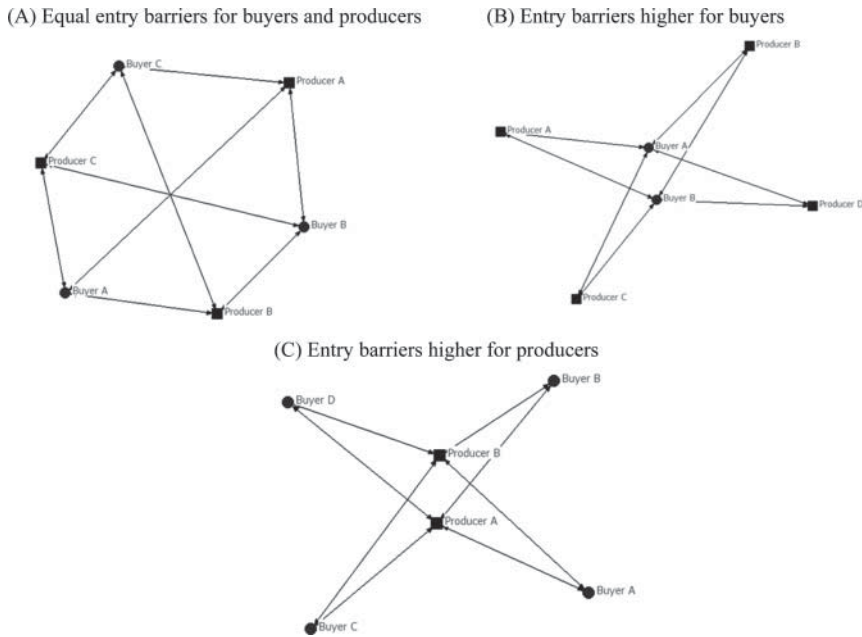 (A) Equal entry barriers for buyers and producers
Buyer C
Producer A
Producer C
Buyer B
Buyer A
Producer B
(B) Entry barriers higher for buyers
Producer B
Producer A
Buyer A
Buyer B
Producer D
Producer C
(C) Entry barriers higher for producers
Buyer B
Buyer D
Producer B
Producer A
Buyer A
Buyer C